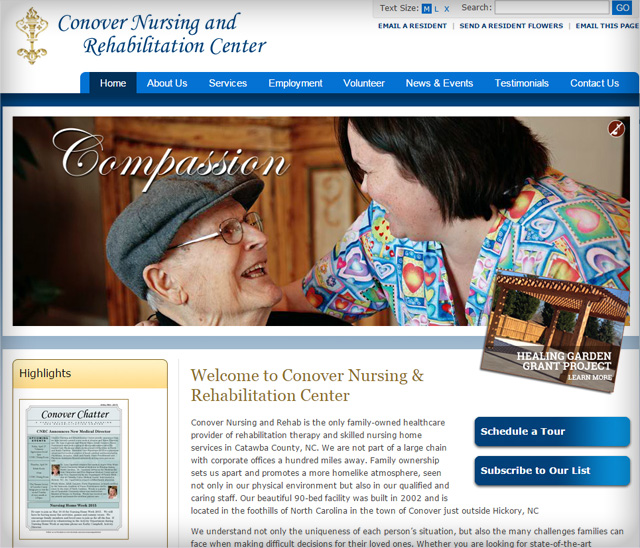 Conover Nursing and
Rehabilitation Center
Text Size: M L X Search: GO
EMAIL A RESIDENT | SEND A RESIDENT FLOWERS | EMAIL THIS PAGE
Home About Us Services Employment Volunteer News & Events Testimonials Contact Us
Compassion
HEALING GARDEN
GRANT PROJECT
LEARN MORE
Highlights
Conover Chatter
CNRC Announces New Medical Director
Nursing Home Week 2015
Welcome to Conover Nursing &
Rehabilitation Center
Conover Nursing and Rehab is the only family-owned healthcare
provider of rehabilitation therapy and skilled nursing home
services in Catawba County, NC. We are not part of a large chain
with corporate offices a hundred miles away. Family ownership
sets us apart and promotes a more homelike atmosphere, seen
not only in our physical environment but also in our qualified and
caring staff. Our beautiful 90-bed facility was built in 2002 and is
located in the foothills of North Carolina in the town of Conover just outside Hickory, NC
We understand not only the uniqueness of each person's situation, but also the many challenges families can
face when making difficult decisions for their loved ones. Whether you are looking for state-of-the-art
Schedule a Tour
Subscribe to Our List